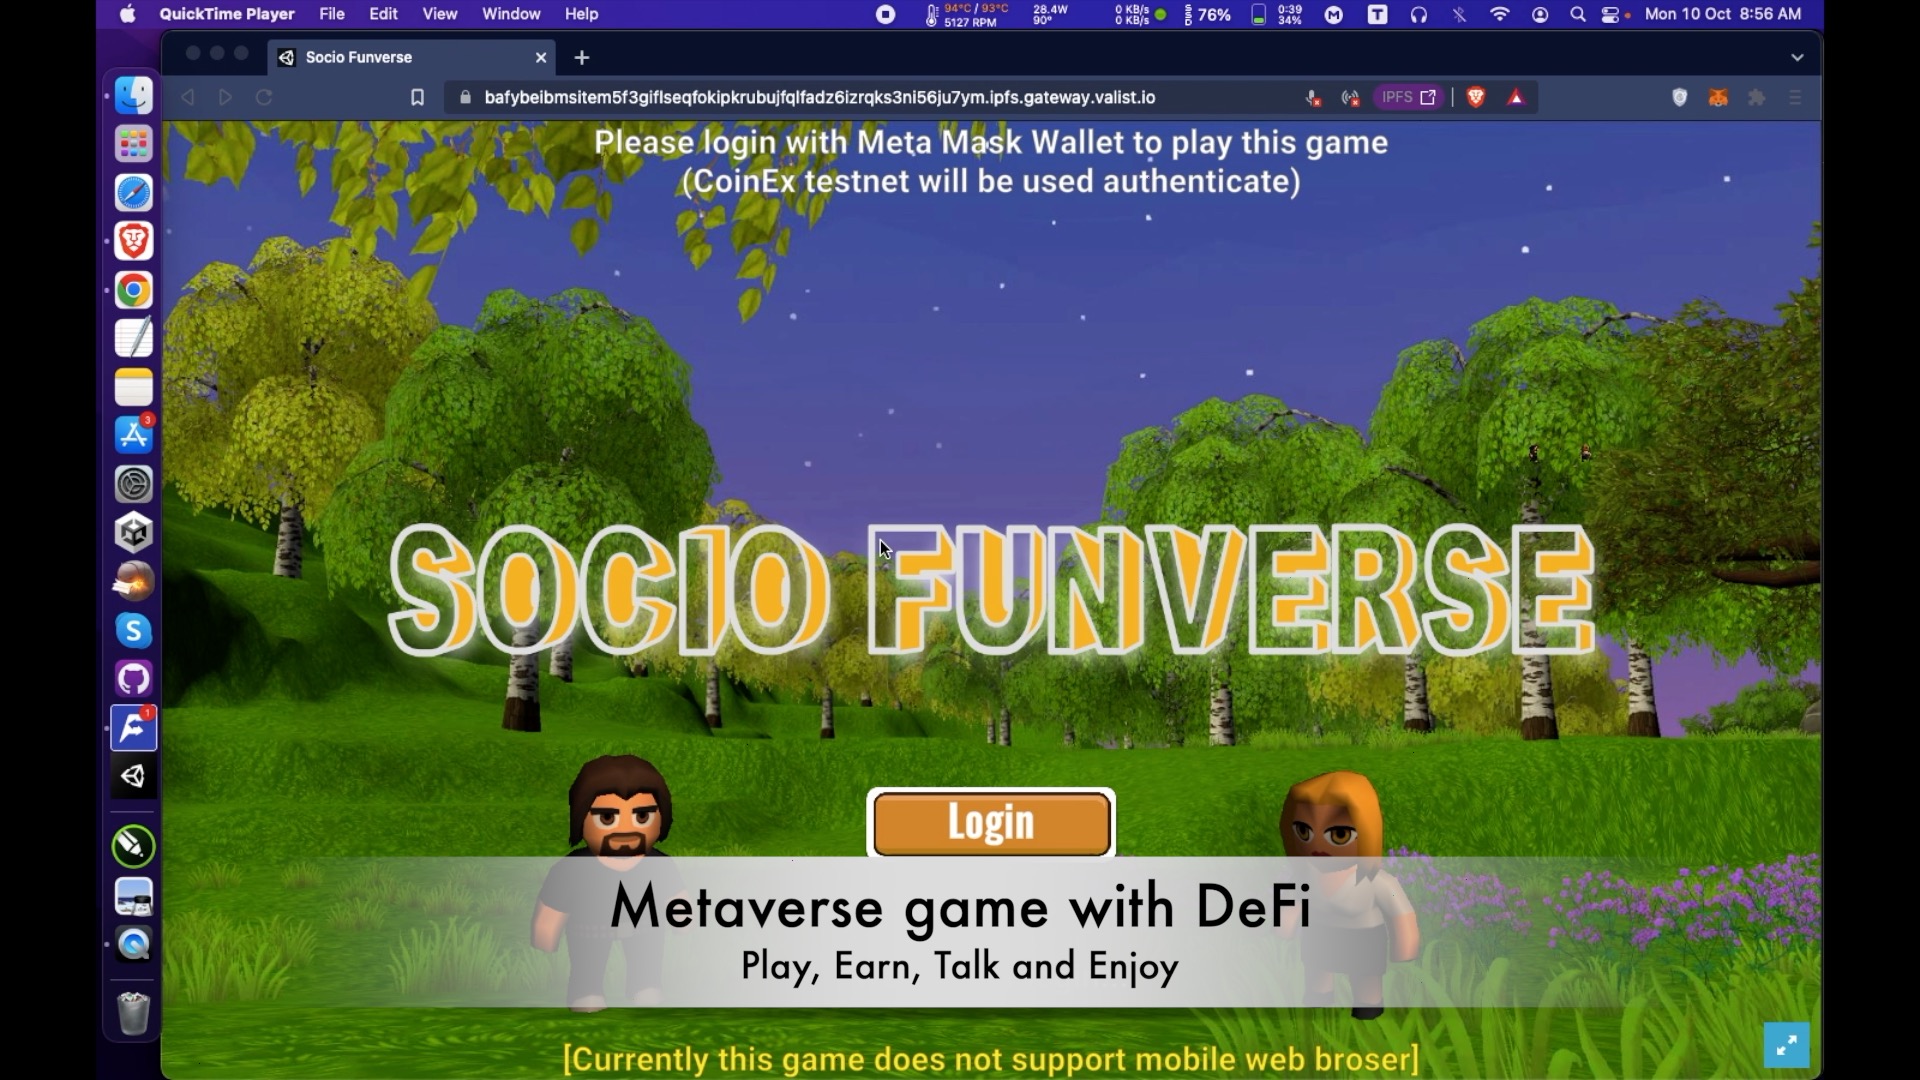 QuickTime Player File Edit View Window Help
94°C / 93°C
5127 RPM
28.4W
90°
0 KB/s
0 KB/s
SSD
76%
0:39
34%
M
T
Mon 10 Oct 8:56 AM
Socio Funverse
bafybeibmsitem5f3giflseqfokipkrubujfqlfadz6izrqks3ni56ju7ym.ipfs.gateway.valist.io
IPFS
Please login with Meta Mask Wallet to play this game
(CoinEx testnet will be used authenticate)
3
S
1
SOCIO FUNVERSE
Login
Metaverse game with DeFi
Play, Earn, Talk and Enjoy
[Currently this game does not support mobile web broser]